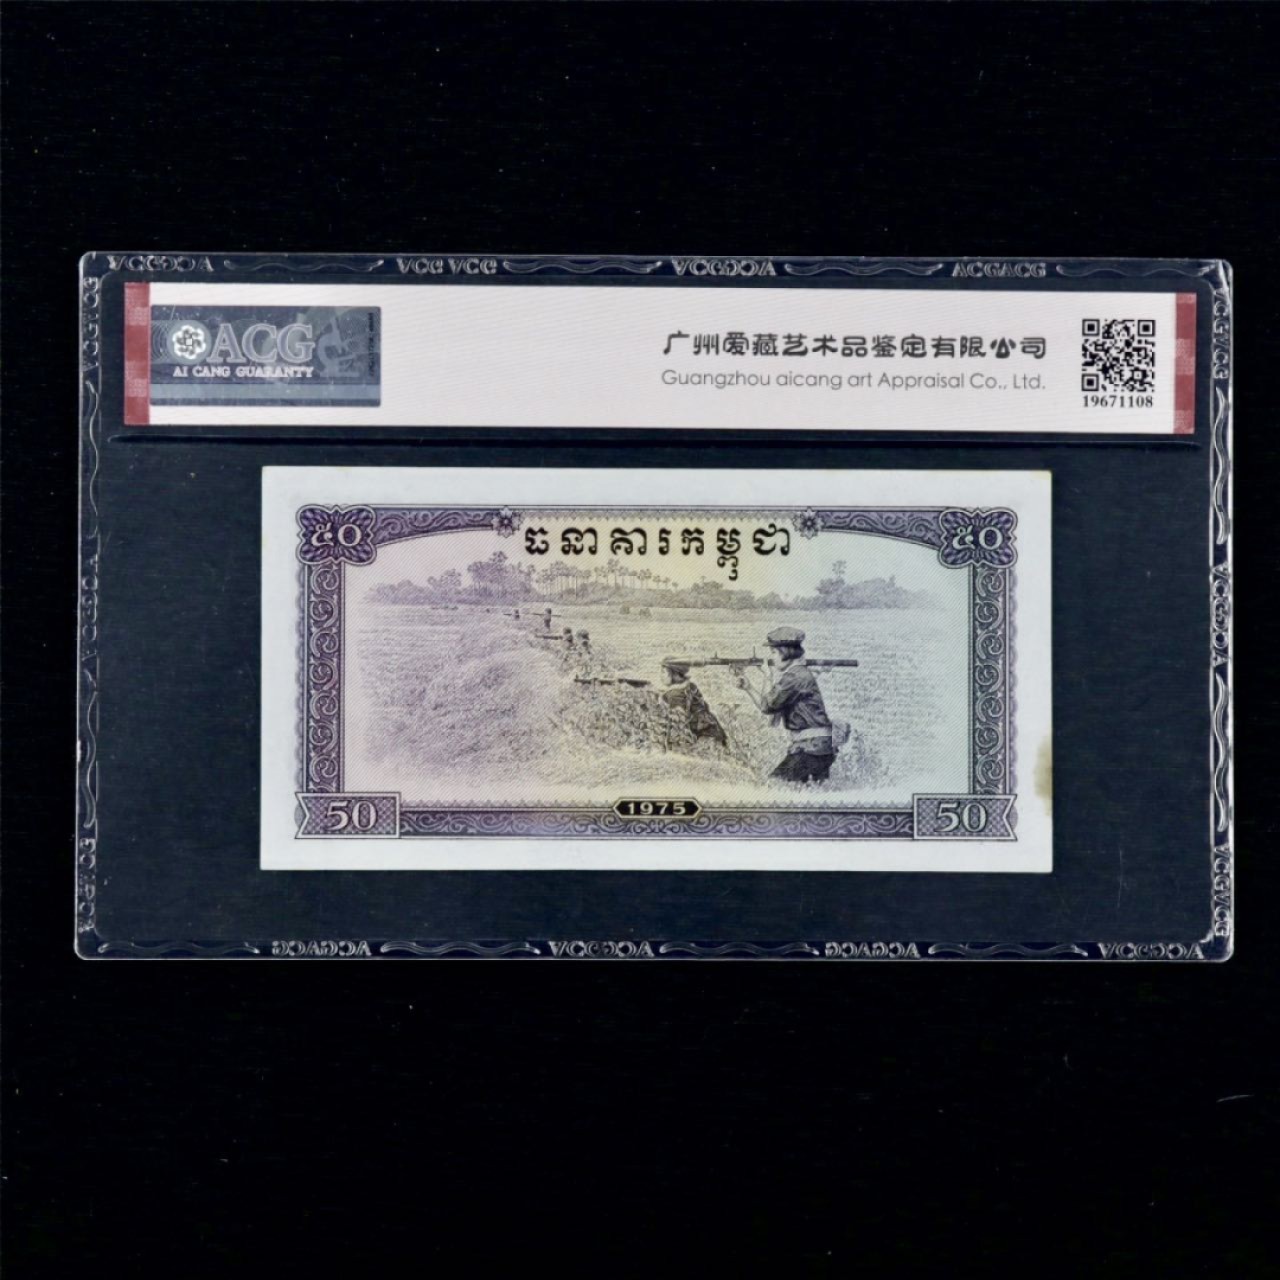 ACG
AI CANG GUARANTY
广州爱藏艺术品鉴定有限公司
Guangzhou aicang art Appraisal Co., Ltd.
19671108
៥០
ធនាគារកម្ពុជា
៥០
50
1975
50